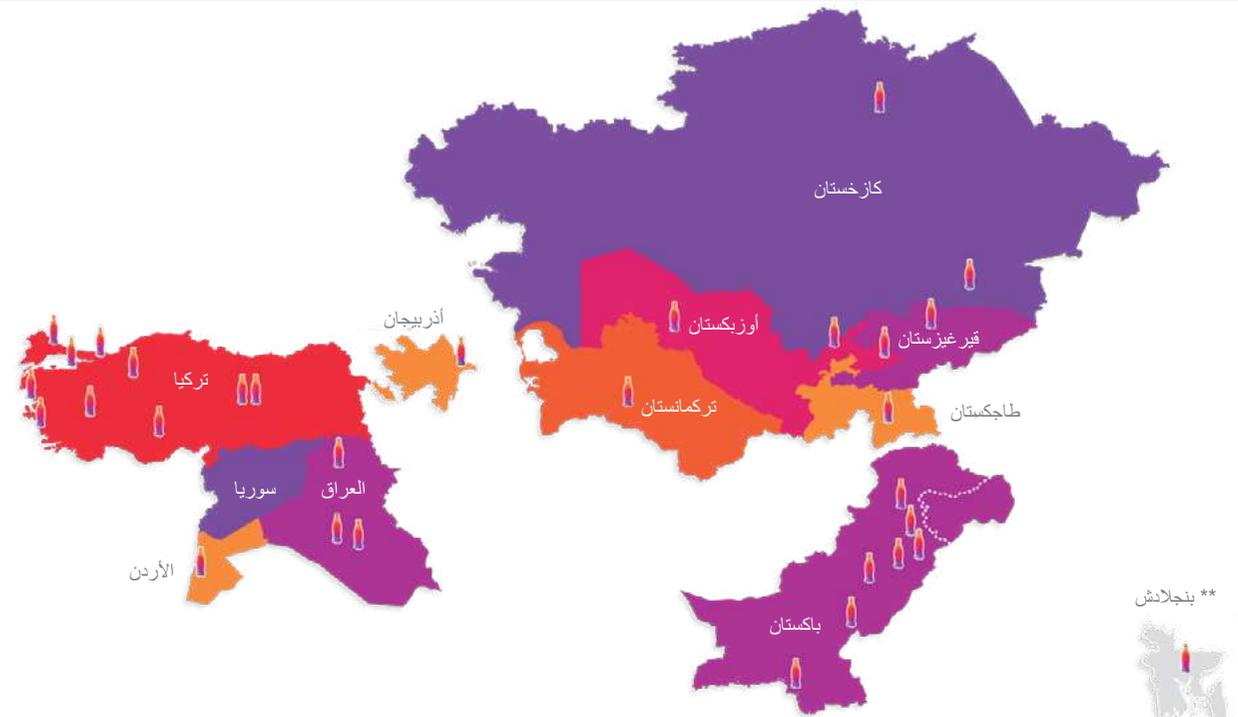 كازخستان
أذربيجان
أوزبكستان
قيرغيزستان
تركيا
تركمانستان
طاجكستان
سوريا
العراق
الأردن
باكستان
** بنجلادش